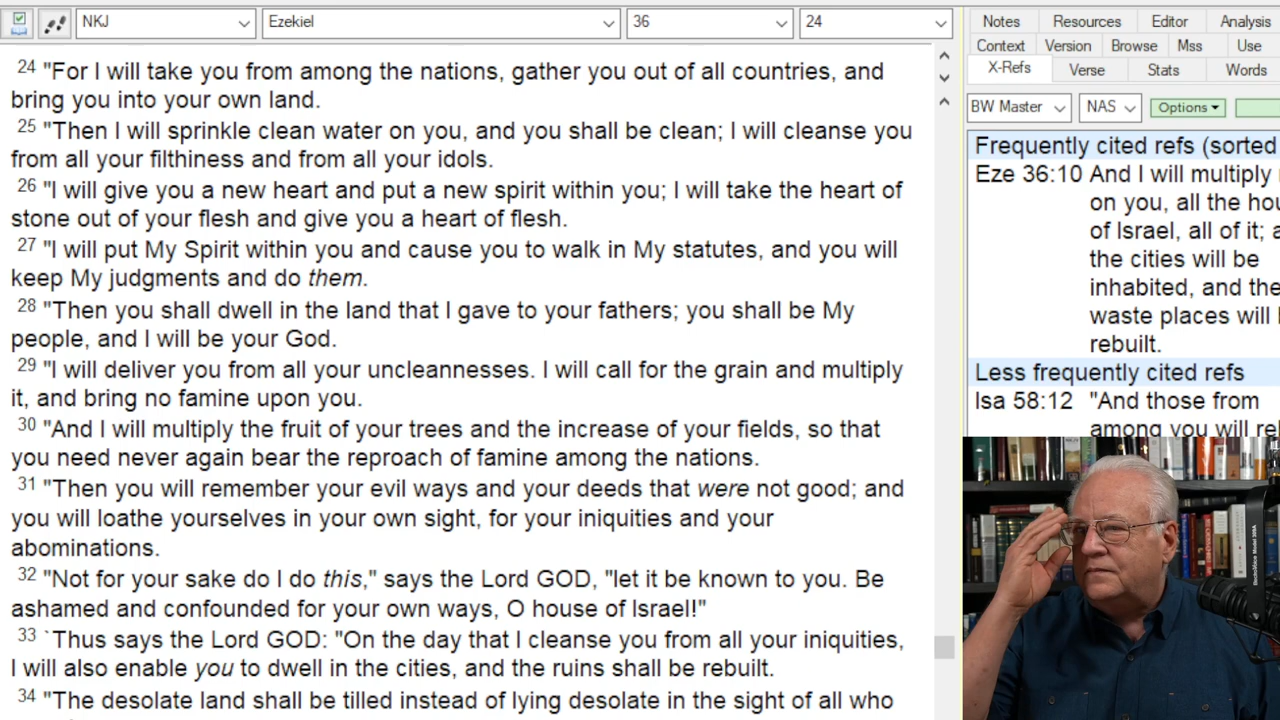 NKJ Ezekiel 36 24
24 "For I will take you from among the nations, gather you out of all countries, and
bring you into your own land.
25 "Then I will sprinkle clean water on you, and you shall be clean; I will cleanse you
from all your filthiness and from all your idols.
26 "I will give you a new heart and put a new spirit within you; I will take the heart of
stone out of your flesh and give you a heart of flesh.
27 "I will put My Spirit within you and cause you to walk in My statutes, and you will
keep My judgments and do them.
28 "Then you shall dwell in the land that I gave to your fathers; you shall be My
people, and I will be your God.
29 "I will deliver you from all your uncleannesses. I will call for the grain and multiply
it, and bring no famine upon you.
30 "And I will multiply the fruit of your trees and the increase of your fields, so that
you need never again bear the reproach of famine among the nations.
31 "Then you will remember your evil ways and your deeds that were not good; and
you will loathe yourselves in your own sight, for your iniquities and your
abominations.
32 "Not for your sake do I do this," says the Lord GOD, "let it be known to you. Be
ashamed and confounded for your own ways, O house of Israel!"
33 `Thus says the Lord GOD: "On the day that I cleanse you from all your iniquities,
I will also enable you to dwell in the cities, and the ruins shall be rebuilt.
34 "The desolate land shall be tilled instead of lying desolate in the sight of all who
Notes Resources Editor Analysis
Context Version Browse Mss Use
X-Refs Verse Stats Words
BW Master NAS Options
Frequently cited refs (sorted
Eze 36:10 And I will multiply
on you, all the hou
of Israel, all of it; a
the cities will be
inhabited, and the
waste places will
rebuilt.
Less frequently cited refs
Isa 58:12 "And those from
among you will re